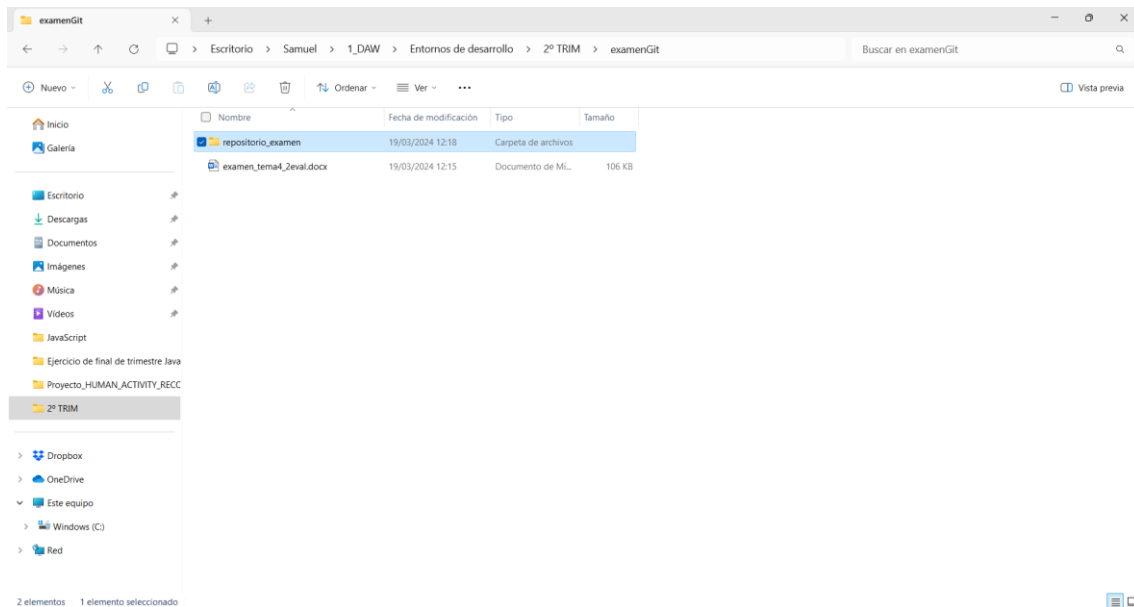 examenGit
Escritorio > Samuel > 1_DAW > Entornos de desarrollo > 2º TRIM > examenGit
Buscar en examenGit
Nuevo
Ordenar
Ver
Vista previa
Nombre
Fecha de modificación
Tipo
Tamaño
repositorio_examen
19/03/2024 12:18
Carpeta de archivos
examen_tema4_2eval.docx
19/03/2024 12:15
Documento de Mi...
106 KB
Inicio
Galería
Escritorio
Descargas
Documentos
Imágenes
Música
Vídeos
JavaScript
Ejercicio de final de trimestre Java
Proyecto_HUMAN_ACTIVITY_RECC
2º TRIM
Dropbox
OneDrive
Este equipo
Windows (C:)
Red
2 elementos
1 elemento seleccionado